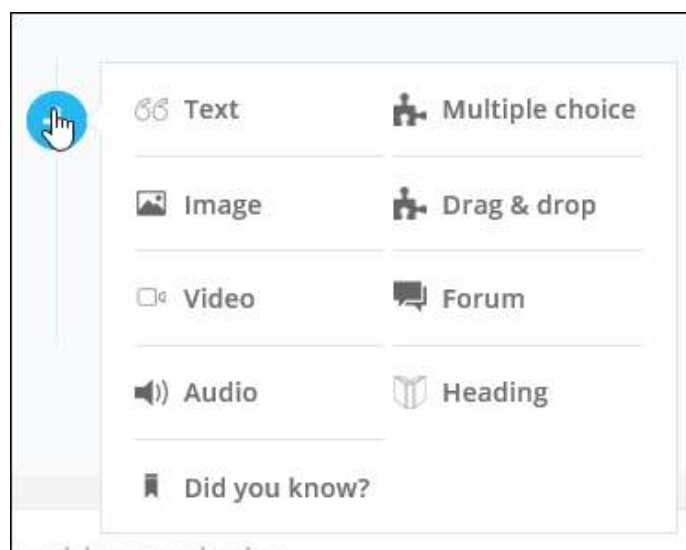 Text
Multiple choice
Image
Drag & drop
Video
Forum
Audio
Heading
Did you know?